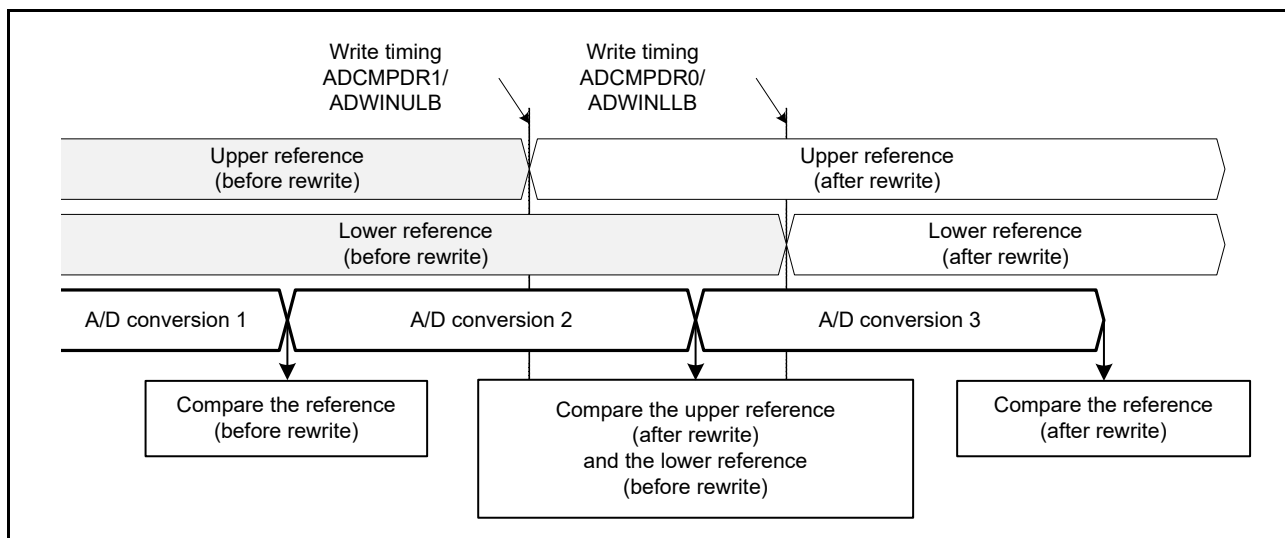 Write timing
ADCMPDR1/
ADWINULB
Write timing
ADCMPDR0/
ADWINLLB
Upper reference
(before rewrite)
Upper reference
(after rewrite)
Lower reference
(before rewrite)
Lower reference
(after rewrite)
A/D conversion 1
A/D conversion 2
A/D conversion 3
Compare the reference
(before rewrite)
Compare the upper reference
(after rewrite)
and the lower reference
(before rewrite)
Compare the reference
(after rewrite)